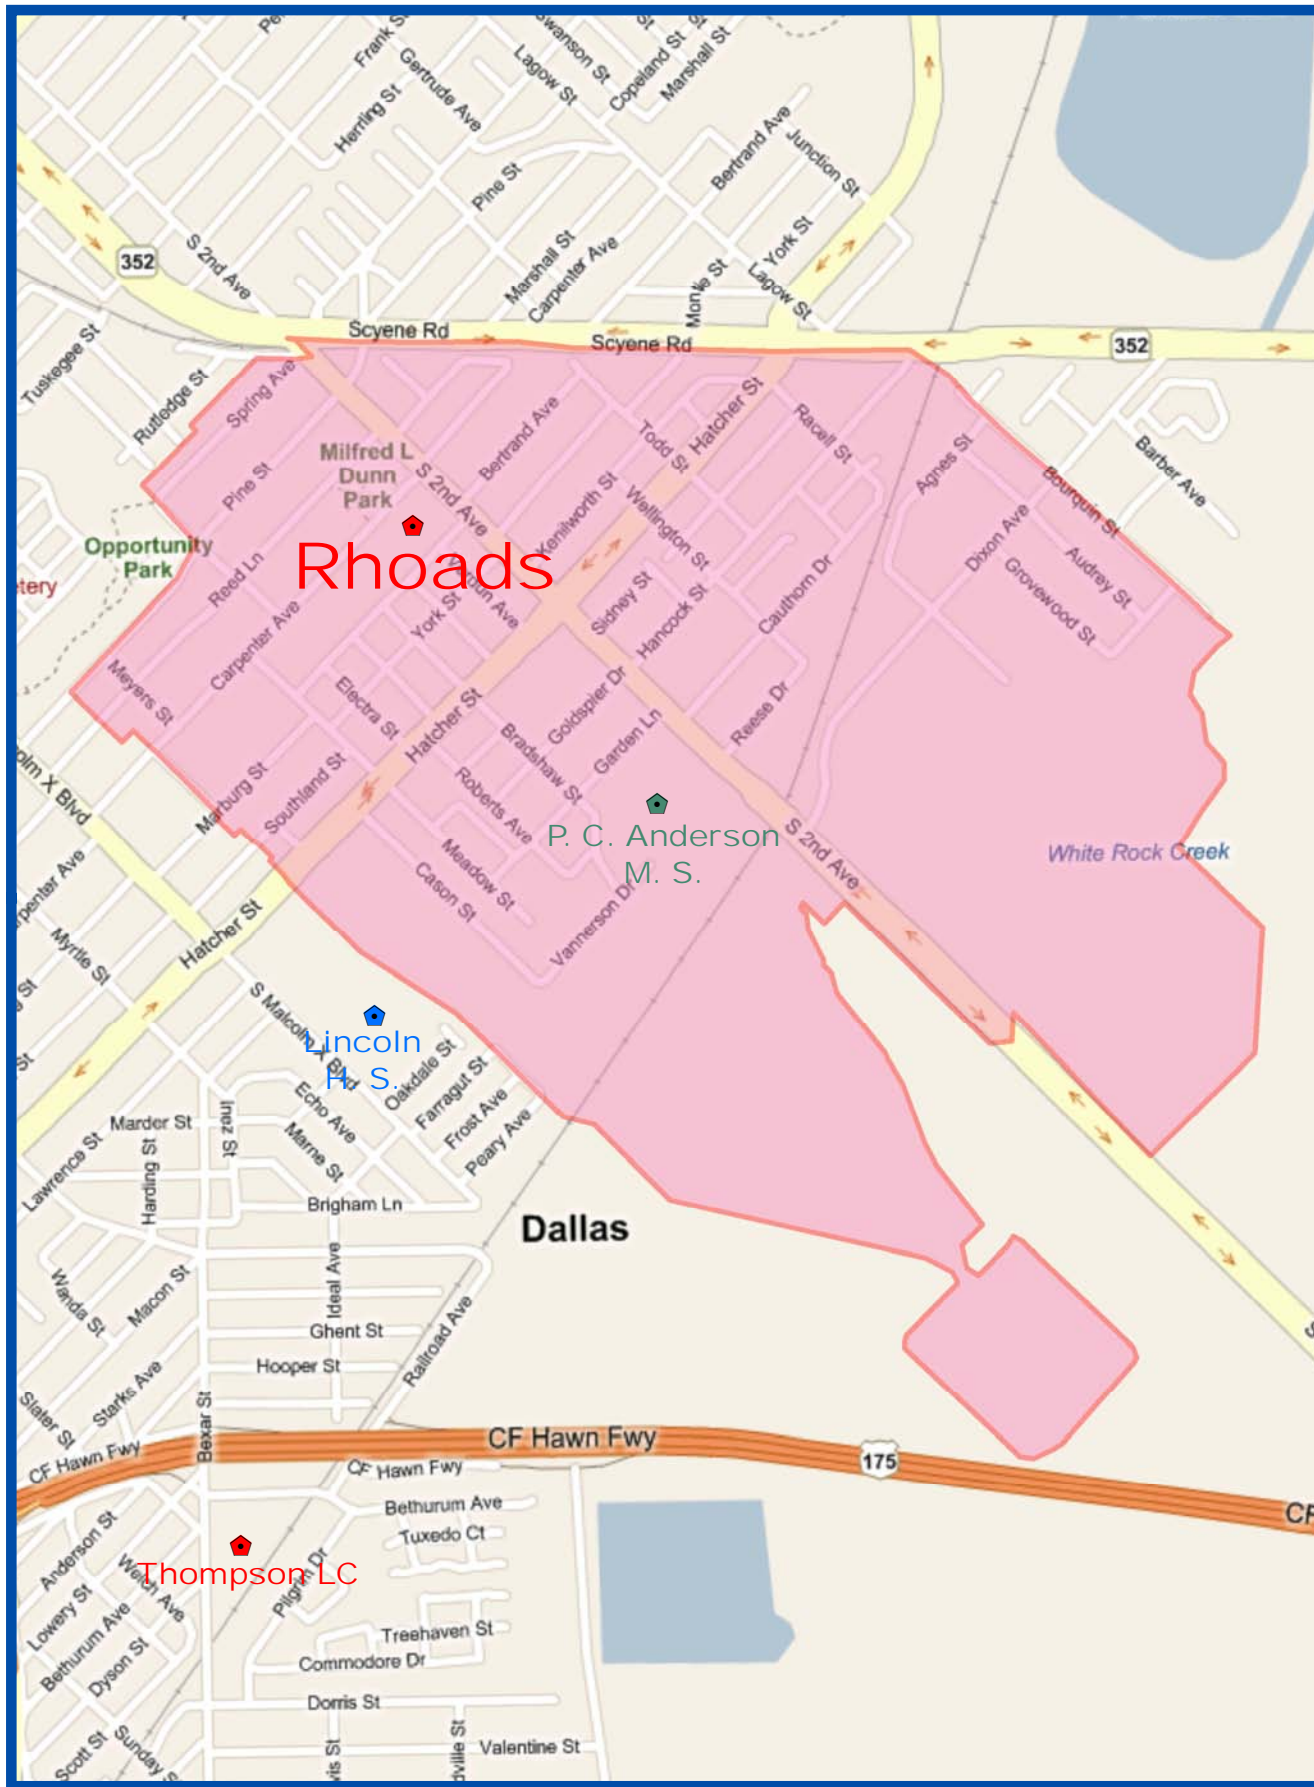 Frank St
Gertrude Ave
Swanson St
Lagow St
Copeland St
Marshall St
Herrling St
Bertrand Ave
Junction St
Pine St
352
S 2nd Ave
Marshall St
Carpenter Ave
York St
Lagow St
Scyene Rd
Scyene Rd
352
Tuskegee St
Rutledge St
Spring Ave
Milfred L
Dunn
Park
S 2nd Ave
Bertrand Ave
Todd St
Hatcher St
Racell St
Agnes St
Bourquin St
Barber Ave
Pine St
Kenilworth St
Wellington St
Dixon Ave
Opportunity
Park
Rhoads
Audrey St
Grovewood St
Reed Ln
Carpenter Ave
York St
Sidney St
Hancock St
Cauthorn Dr
Meyers St
Electra St
Hatcher St
Goldspier Dr
Garden Ln
Reese Dr
Bradshaw St
Marburg St
Southland St
Roberts Ave
P. C. Anderson
M. S.
S 2nd Ave
White Rock Creek
Meadow St
Cason St
Vannerson Dr
Hatcher St
Myrtle St
S Malcolm X Blvd
Lincoln
H. S.
Oakdale St
Farragut St
Frost Ave
Peary Ave
Echo Ave
Marne St
Marder St
Inez St
Lawrence St
Harding St
Brigham Ln
Dallas
Wanda St
Macon St
Ideal Ave
Ghent St
Hooper St
Railroad Ave
Slater St
Starks Ave
Bexar St
CF Hawn Fwy
CF Hawn Fwy
175
CF Hawn Fwy
Bethurum Ave
Tuxedo Ct
Anderson St
Thompson LC
Welch Ave
Pilgrim Dr
Lowery St
Bethurum Ave
Dyson St
Treehaven St
Commodore Dr
Dorris St
Scott St
Sunday St
Valentine St